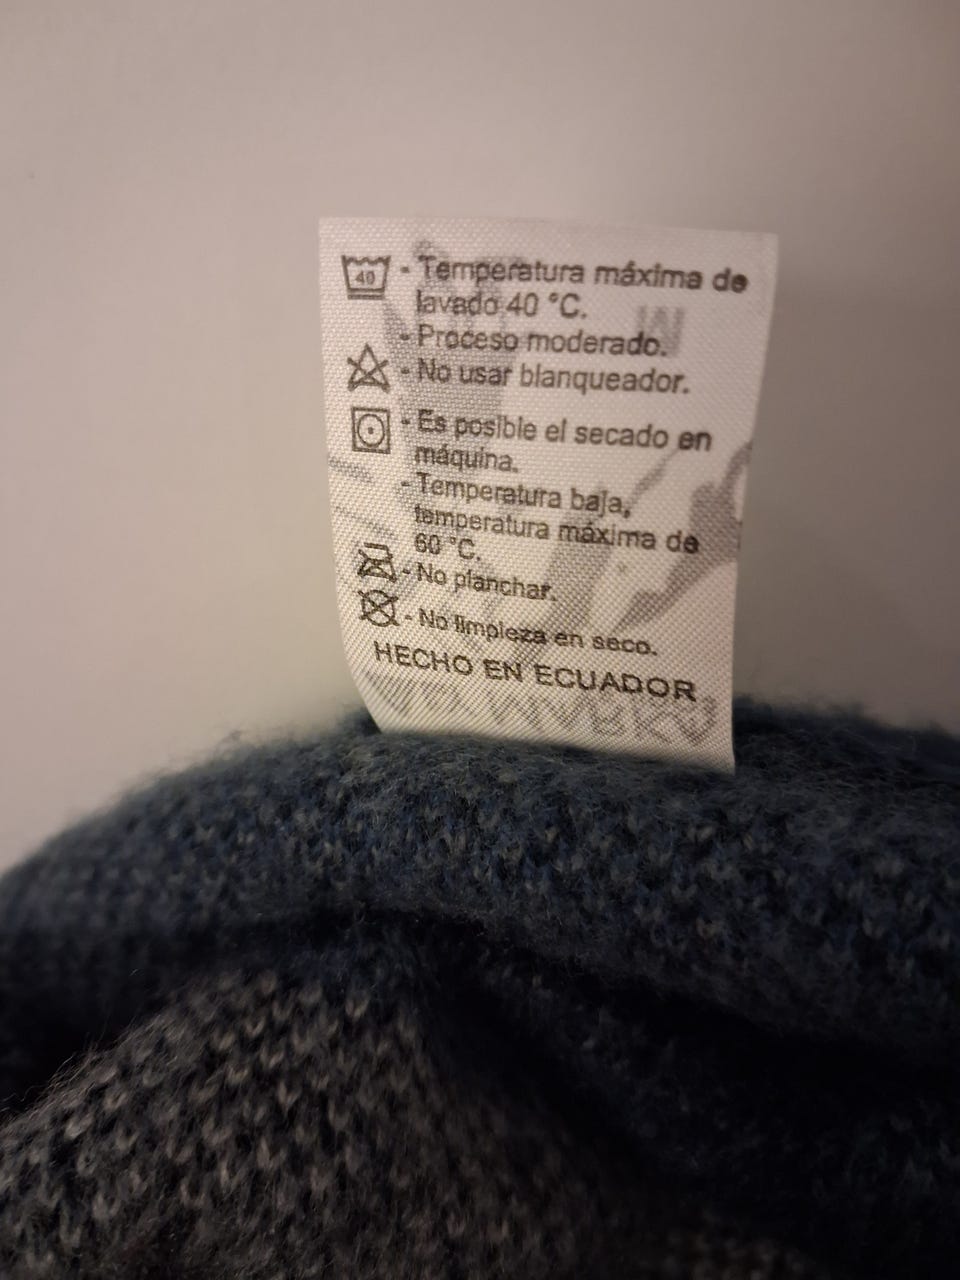 40 - Temperatura máxima de
lavado 40 °C.
- Proceso moderado.
- No usar blanqueador.
- Es posible el secado en
máquina.
- Temperatura baja,
temperatura máxima de
60 °C.
- No planchar.
- No limpieza en seco.
HECHO EN ECUADOR